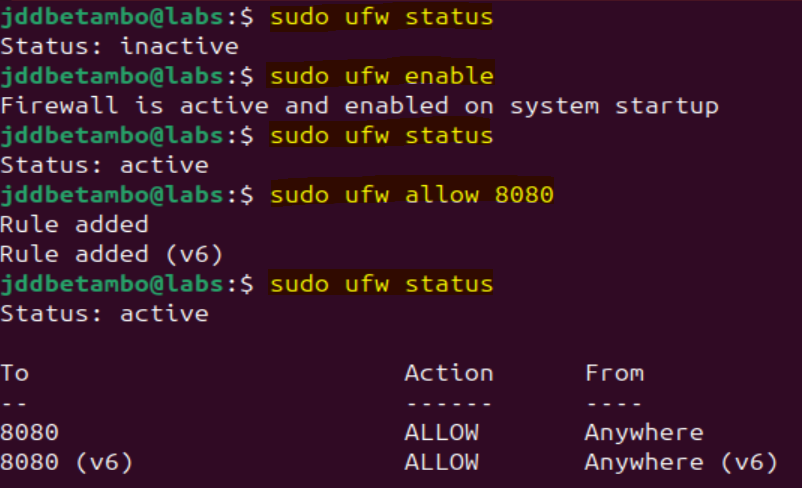 jddbetambo@labs:$ sudo ufw status
Status: inactive
jddbetambo@labs:$ sudo ufw enable
Firewall is active and enabled on system startup
jddbetambo@labs:$ sudo ufw status
Status: active
jddbetambo@labs:$ sudo ufw allow 8080
Rule added
Rule added (v6)
jddbetambo@labs:$ sudo ufw status
Status: active
To Action From
-- ------ ----
8080 ALLOW Anywhere
8080 (v6) ALLOW Anywhere (v6)